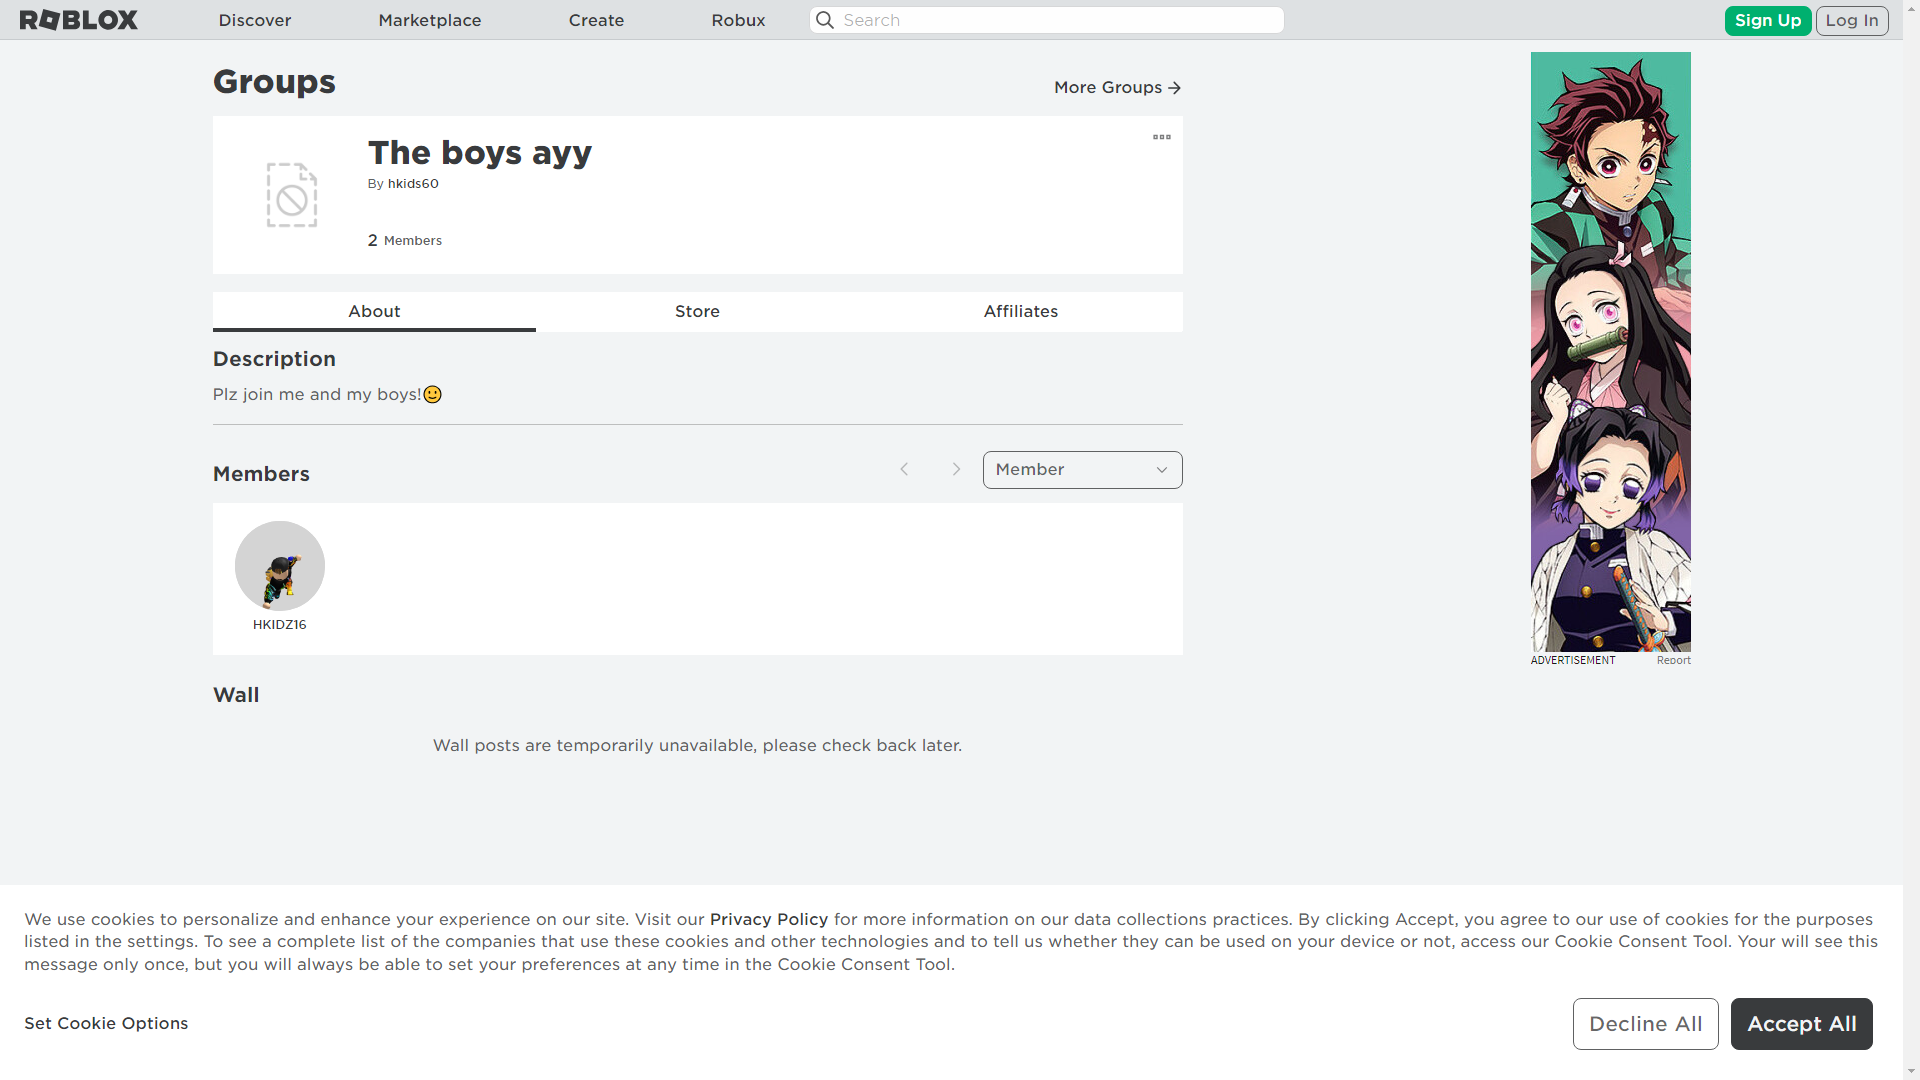 ROBLOX
Discover
Marketplace
Create
Robux
Search
Sign Up
Log In
Groups
More Groups
The boys ayy
By hkids60
2 Members
About
Store
Affiliates
Description
Plz join me and my boys!🙂
Members
Member
HKIDZ16
ADVERTISEMENT
Report
Wall
Wall posts are temporarily unavailable, please check back later.
We use cookies to personalize and enhance your experience on our site. Visit our Privacy Policy for more information on our data collections practices. By clicking Accept, you agree to our use of cookies for the purposes
listed in the settings. To see a complete list of the companies that use these cookies and other technologies and to tell us whether they can be used on your device or not, access our Cookie Consent Tool. Your will see this
message only once, but you will always be able to set your preferences at any time in the Cookie Consent Tool.
Set Cookie Options
Decline All
Accept All